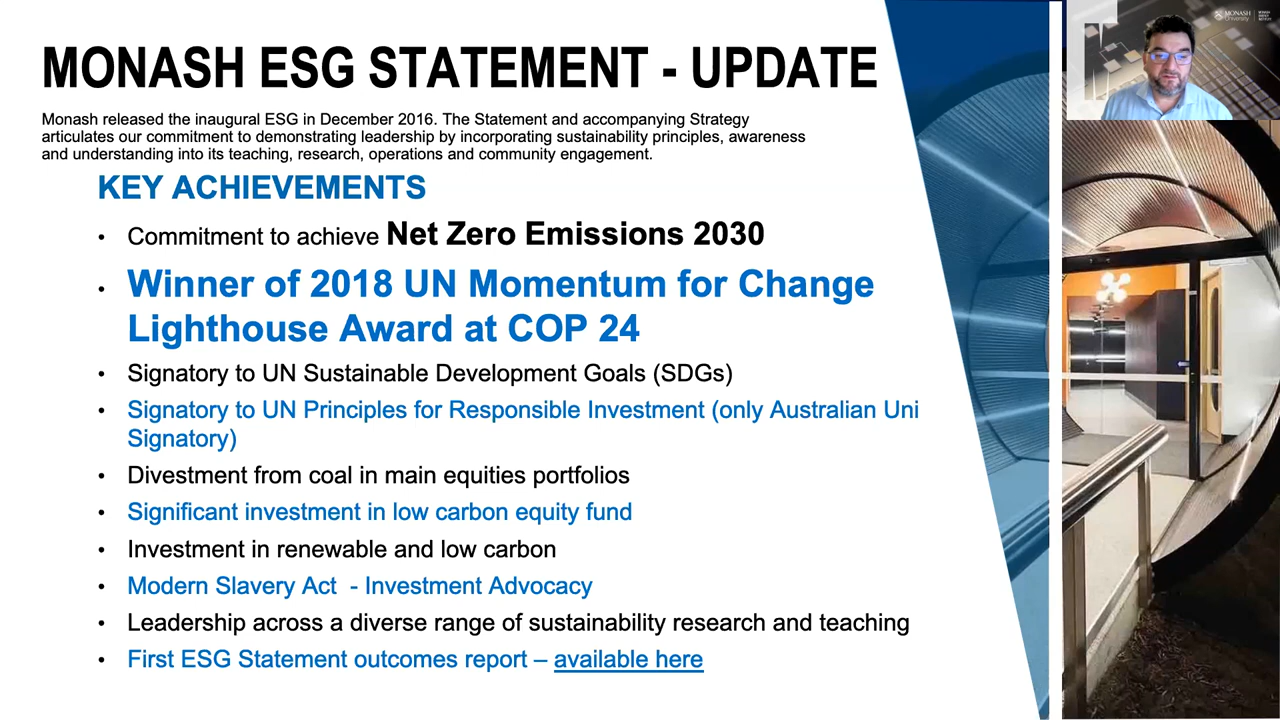 MONASH ESG STATEMENT - UPDATE
Monash released the inaugural ESG in December 2016. The Statement and accompanying Strategy
articulates our commitment to demonstrating leadership by incorporating sustainability principles, awareness
and understanding into its teaching, research, operations and community engagement.
KEY ACHIEVEMENTS
• Commitment to achieve Net Zero Emissions 2030
• Winner of 2018 UN Momentum for Change
Lighthouse Award at COP 24
• Signatory to UN Sustainable Development Goals (SDGs)
• Signatory to UN Principles for Responsible Investment (only Australian Uni
Signatory)
• Divestment from coal in main equities portfolios
• Significant investment in low carbon equity fund
• Investment in renewable and low carbon
• Modern Slavery Act - Investment Advocacy
• Leadership across a diverse range of sustainability research and teaching
• First ESG Statement outcomes report – available here
MONASH
University